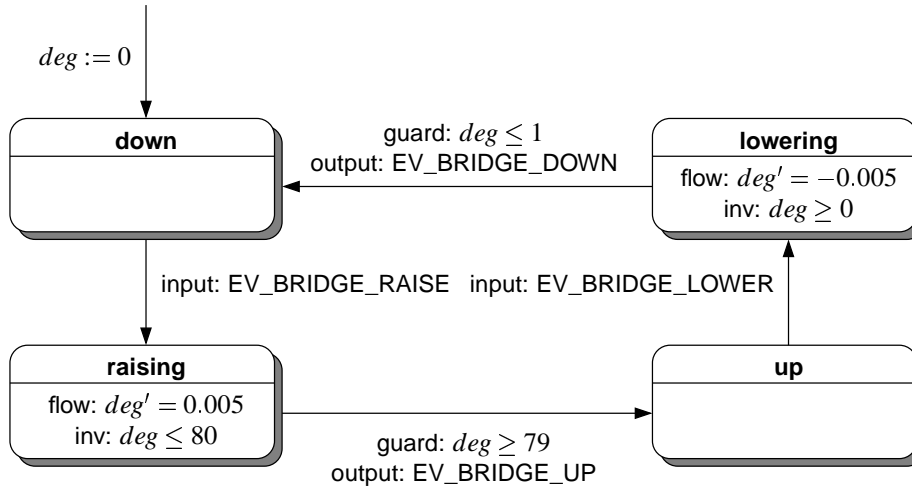 deg := 0
down
guard: deg ≤ 1
output: EV_BRIDGE_DOWN
lowering
flow: deg′ = −0.005
inv: deg ≥ 0
input: EV_BRIDGE_RAISE
input: EV_BRIDGE_LOWER
raising
flow: deg′ = 0.005
inv: deg ≤ 80
up
guard: deg ≥ 79
output: EV_BRIDGE_UP